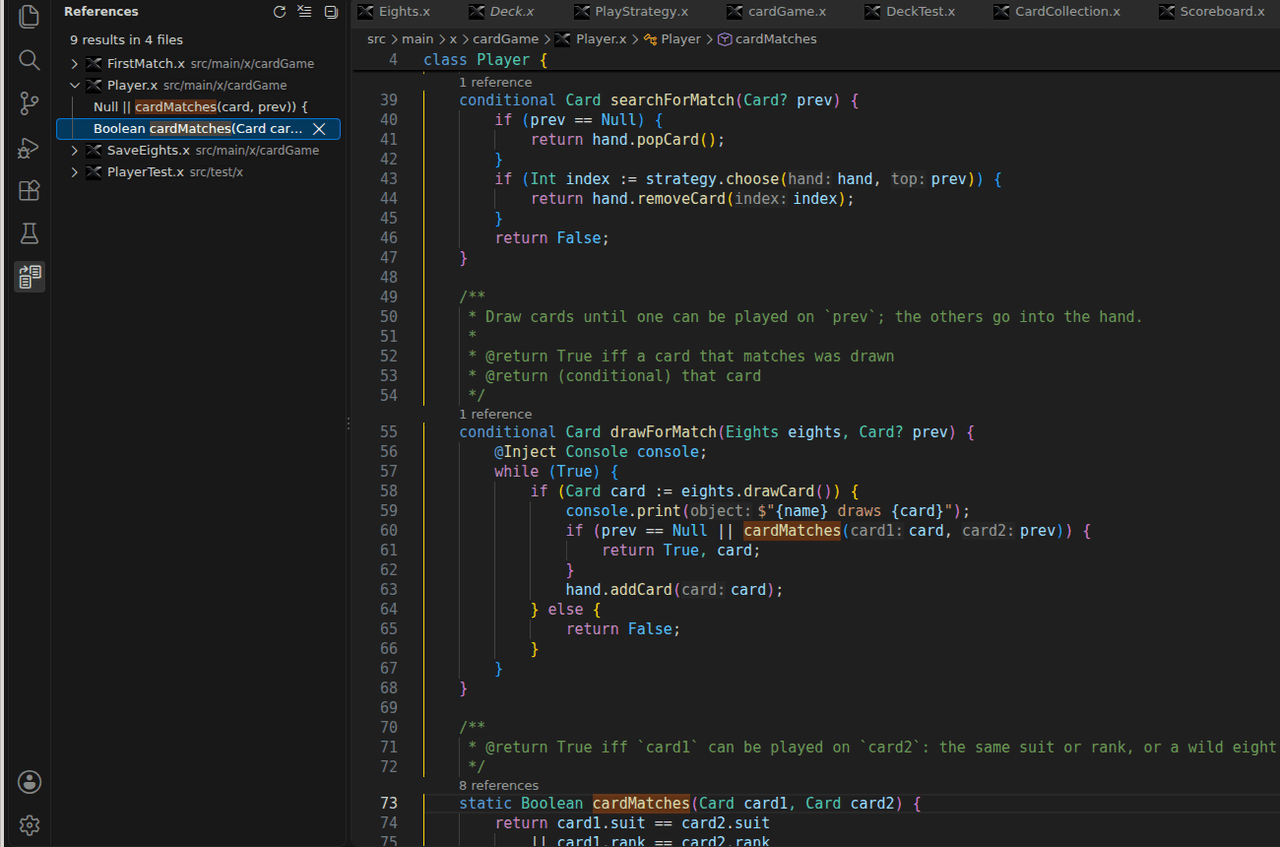 References
9 results in 4 files
FirstMatch.x src/main/x/cardGame
Player.x src/main/x/cardGame
Null || cardMatches(card, prev)) {
Boolean cardMatches(Card car...
SaveEights.x src/main/x/cardGame
PlayerTest.x src/test/x
Eights.x Deck.x PlayStrategy.x cardGame.x DeckTest.x CardCollection.x Scoreboard.x
src > main > x > cardGame > Player.x > Player > cardMatches
4 class Player {
1 reference
39 conditional Card searchForMatch(Card? prev) {
40 if (prev == Null) {
41 return hand.popCard();
42 }
43 if (Int index := strategy.choose(hand: hand, top: prev)) {
44 return hand.removeCard(index: index);
45 }
46 return False;
47 }
48
49 /**
50 * Draw cards until one can be played on `prev`; the others go into the hand.
51 *
52 * @return True iff a card that matches was drawn
53 * @return (conditional) that card
54 */
1 reference
55 conditional Card drawForMatch(Eights eights, Card? prev) {
56 @Inject Console console;
57 while (True) {
58 if (Card card := eights.drawCard()) {
59 console.print(object: $"{name} draws {card}");
60 if (prev == Null || cardMatches(card1: card, card2: prev)) {
61 return True, card;
62 }
63 hand.addCard(card: card);
64 } else {
65 return False;
66 }
67 }
68 }
69
70 /**
71 * @return True iff `card1` can be played on `card2`: the same suit or rank, or a wild eight
72 */
8 references
73 static Boolean cardMatches(Card card1, Card card2) {
74 return card1.suit == card2.suit
75 || card1.rank == card2.rank